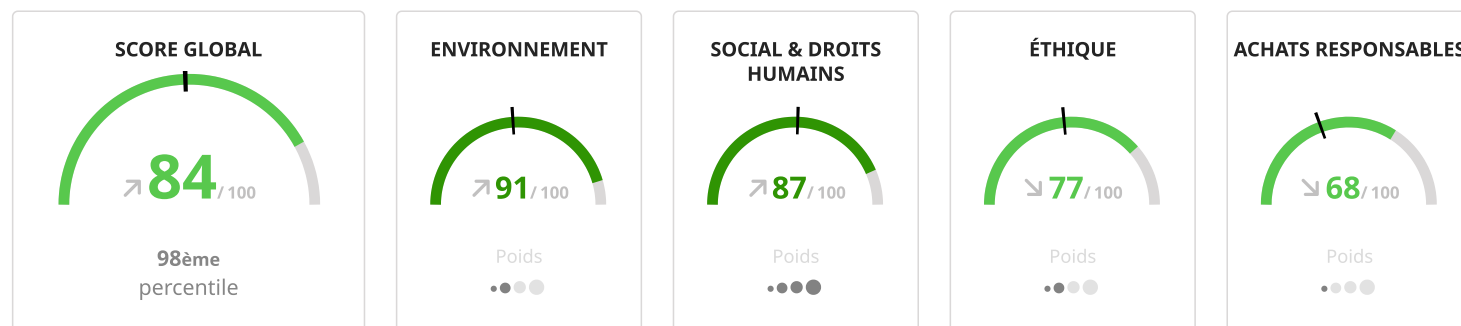 SCORE GLOBAL
84/ 100
98ème
percentile
ENVIRONNEMENT
91/ 100
Poids
SOCIAL & DROITS
HUMAINS
87/ 100
Poids
ÉTHIQUE
77/ 100
Poids
ACHATS RESPONSABLES
68/ 100
Poids